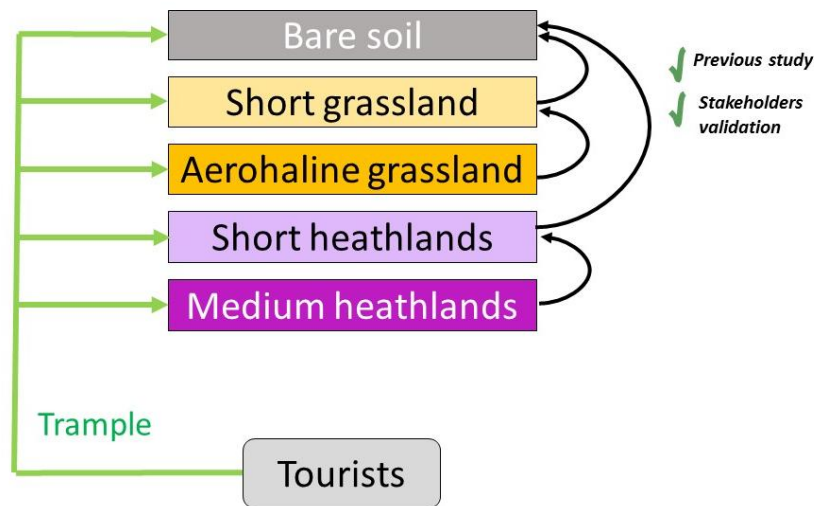 Bare soil
Previous study
Short grassland
Stakeholders
validation
Aerohaline grassland
Short heathlands
Medium heathlands
Trample
Tourists